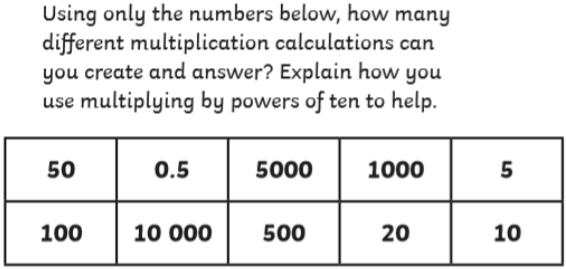 Using only the numbers below, how many
different multiplication calculations can
you create and answer? Explain how you
use multiplying by powers of ten to help.
50 0.5 5000 1000 5
100 10 000 500 20 10